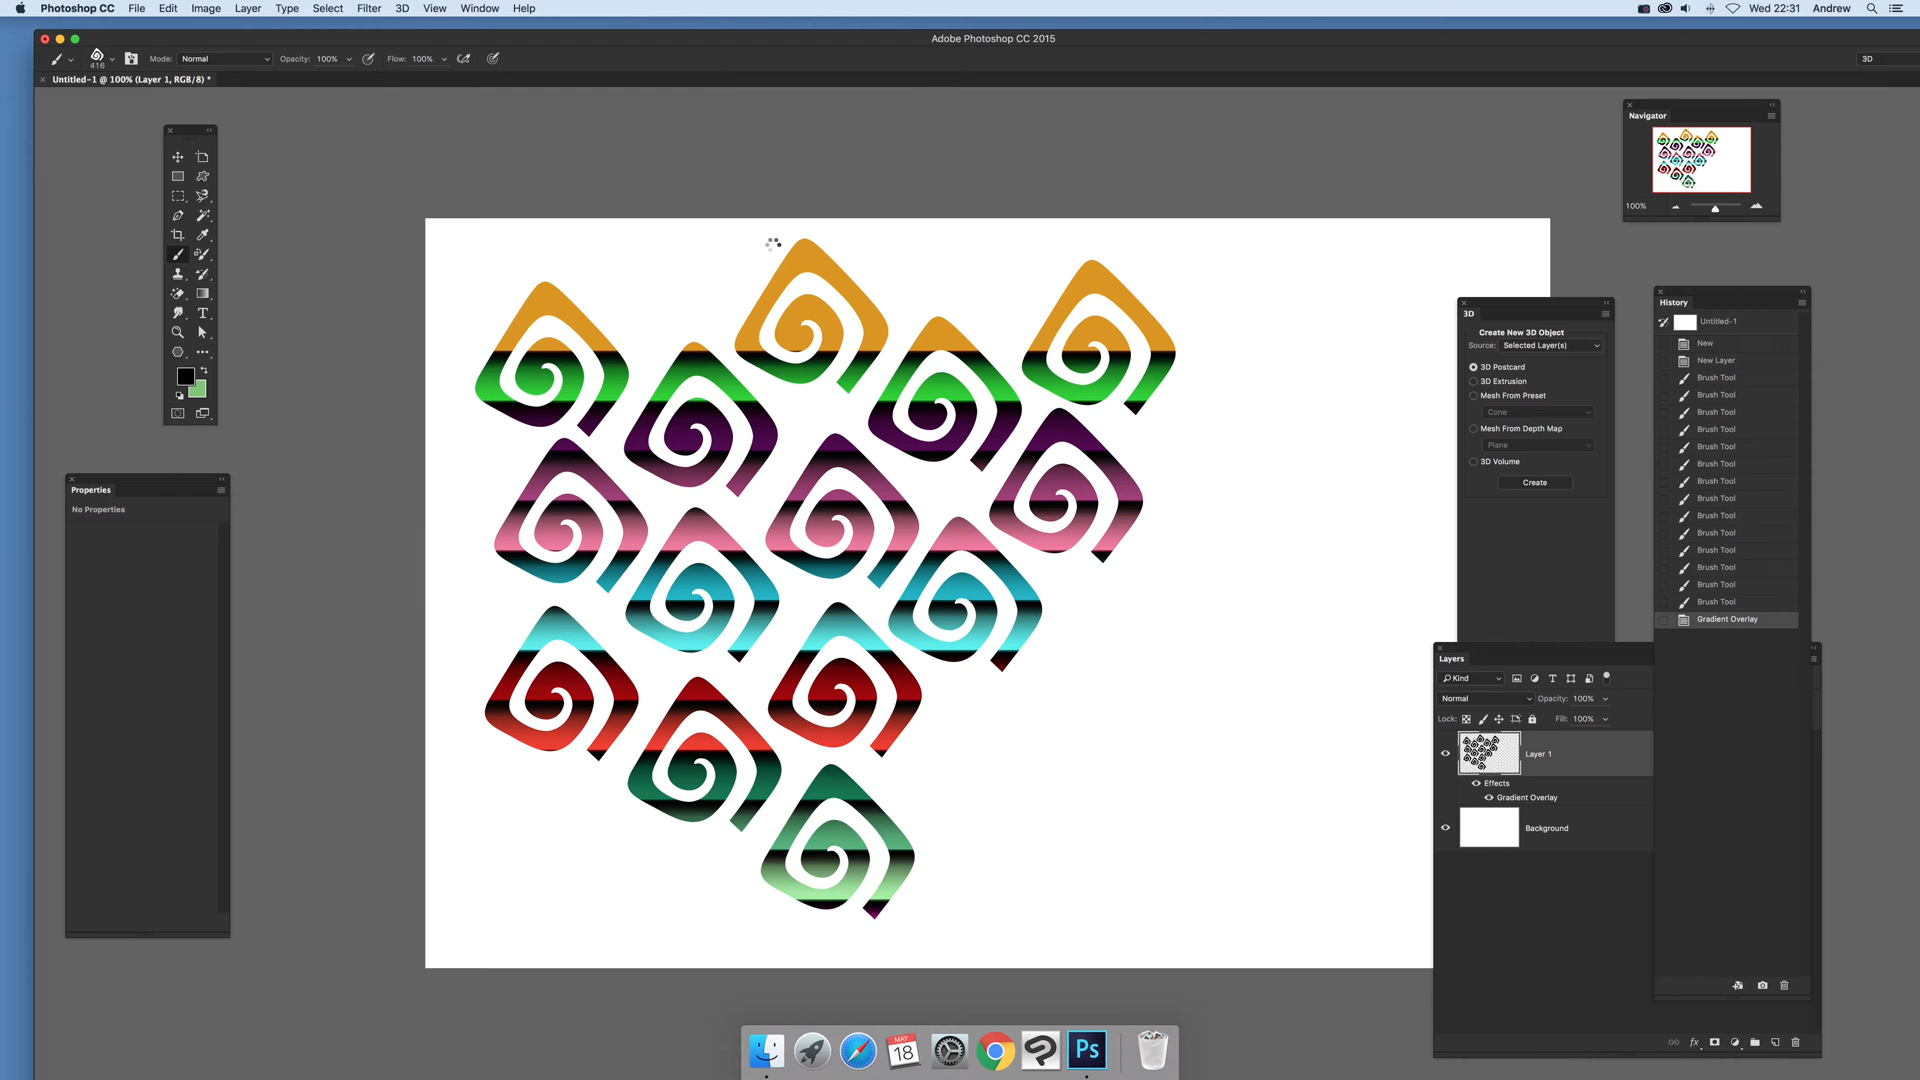 Photoshop CC File Edit Image Layer Type Select Filter 3D View Window Help Wed 22:31 Andrew
Adobe Photoshop CC 2015
416 Mode: Normal Opacity: 100% Flow: 100% 3D
Untitled-1 @ 100% (Layer 1, RGB/8) *
Navigator
100%
3D
Create New 3D Object
Source: Selected Layer(s)
3D Postcard
3D Extrusion
Mesh From Preset
Cone
Mesh From Depth Map
Plane
3D Volume
Create
History
Untitled-1
New
New Layer
Brush Tool
Brush Tool
Brush Tool
Brush Tool
Brush Tool
Brush Tool
Brush Tool
Brush Tool
Brush Tool
Brush Tool
Brush Tool
Brush Tool
Brush Tool
Brush Tool
Gradient Overlay
Properties
No Properties
Layers
Kind
Normal Opacity: 100%
Lock: Fill: 100%
Layer 1
Effects
Gradient Overlay
Background
fx
MAY
18
Ps